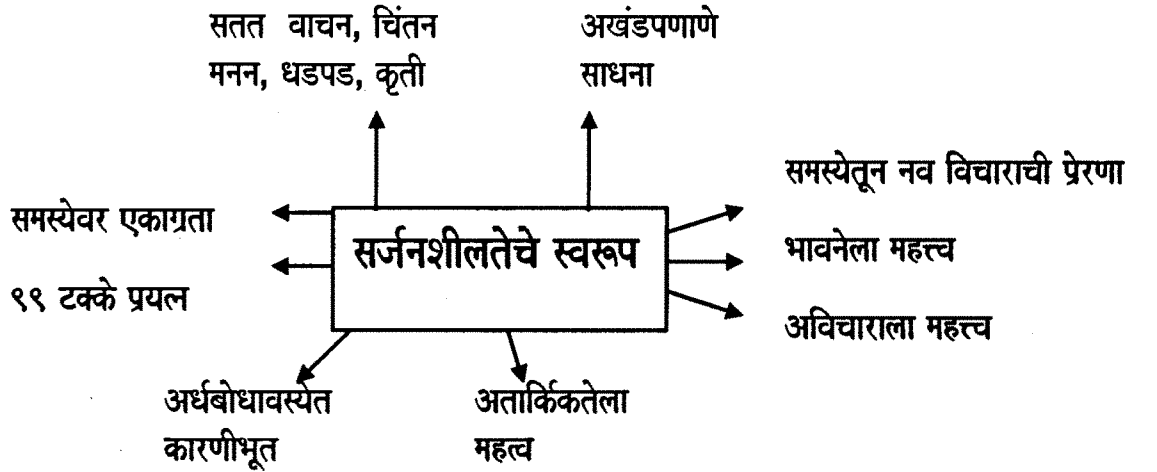 सतत वाचन, चिंतन
मनन, धडपड, कृती
अखंडपणाणे
साधना
समस्येतून नव विचाराची प्रेरणा
समस्येवर एकाग्रता
सर्जनशीलतेचे स्वरूप
भावनेला महत्त्व
९९ टक्के प्रयत्न
अविचाराला महत्त्व
अर्धबोधावस्येत
कारणीभूत
अतार्किकतेला
महत्व